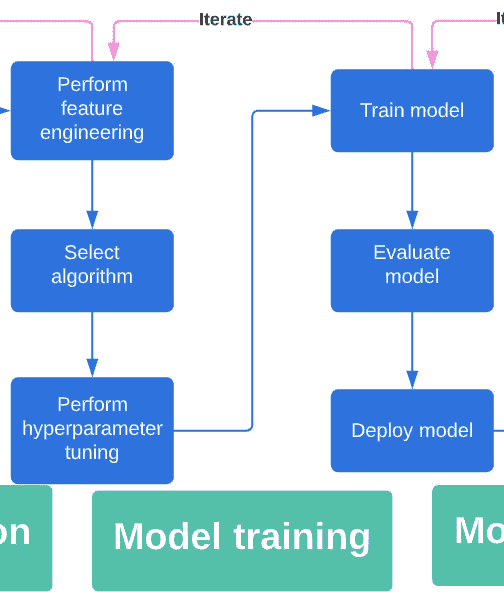 Iterate
It
Perform
feature
engineering
Train model
Select
algorithm
Evaluate
model
Perform
hyperparameter
tuning
Deploy model
on
Model training
Mo